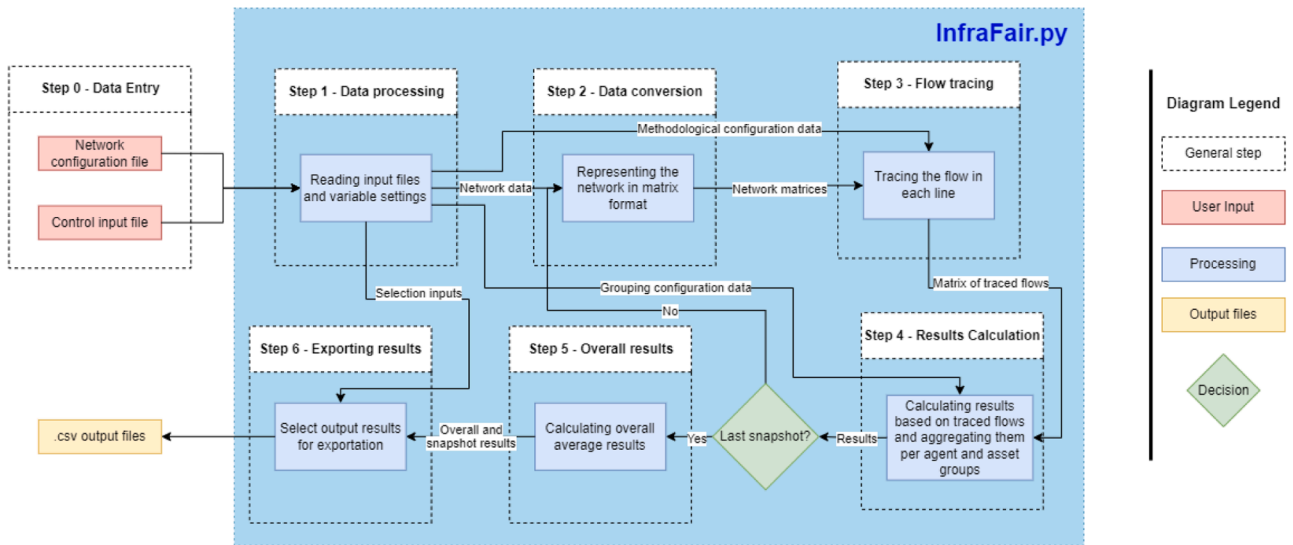 InfraFair.py
Step 0 - Data Entry
Network
configuration file
Control input file
Step 1 - Data processing
Reading input files
and variable settings
Step 2 - Data conversion
Representing the
network in matrix
format
Step 3 - Flow tracing
Tracing the flow in
each line
Methodological configuration data
Network data
Network matrices
Grouping configuration data
Selection inputs
No
Matrix of traced flows
Step 4 - Results Calculation
Calculating results
based on traced flows
and aggregating them
per agent and asset
groups
Results
Last snapshot?
Yes
Step 5 - Overall results
Calculating overall
average results
Overall and
snapshot results
Step 6 - Exporting results
Select output results
for exportation
.csv output files
Diagram Legend
General step
User Input
Processing
Output files
Decision